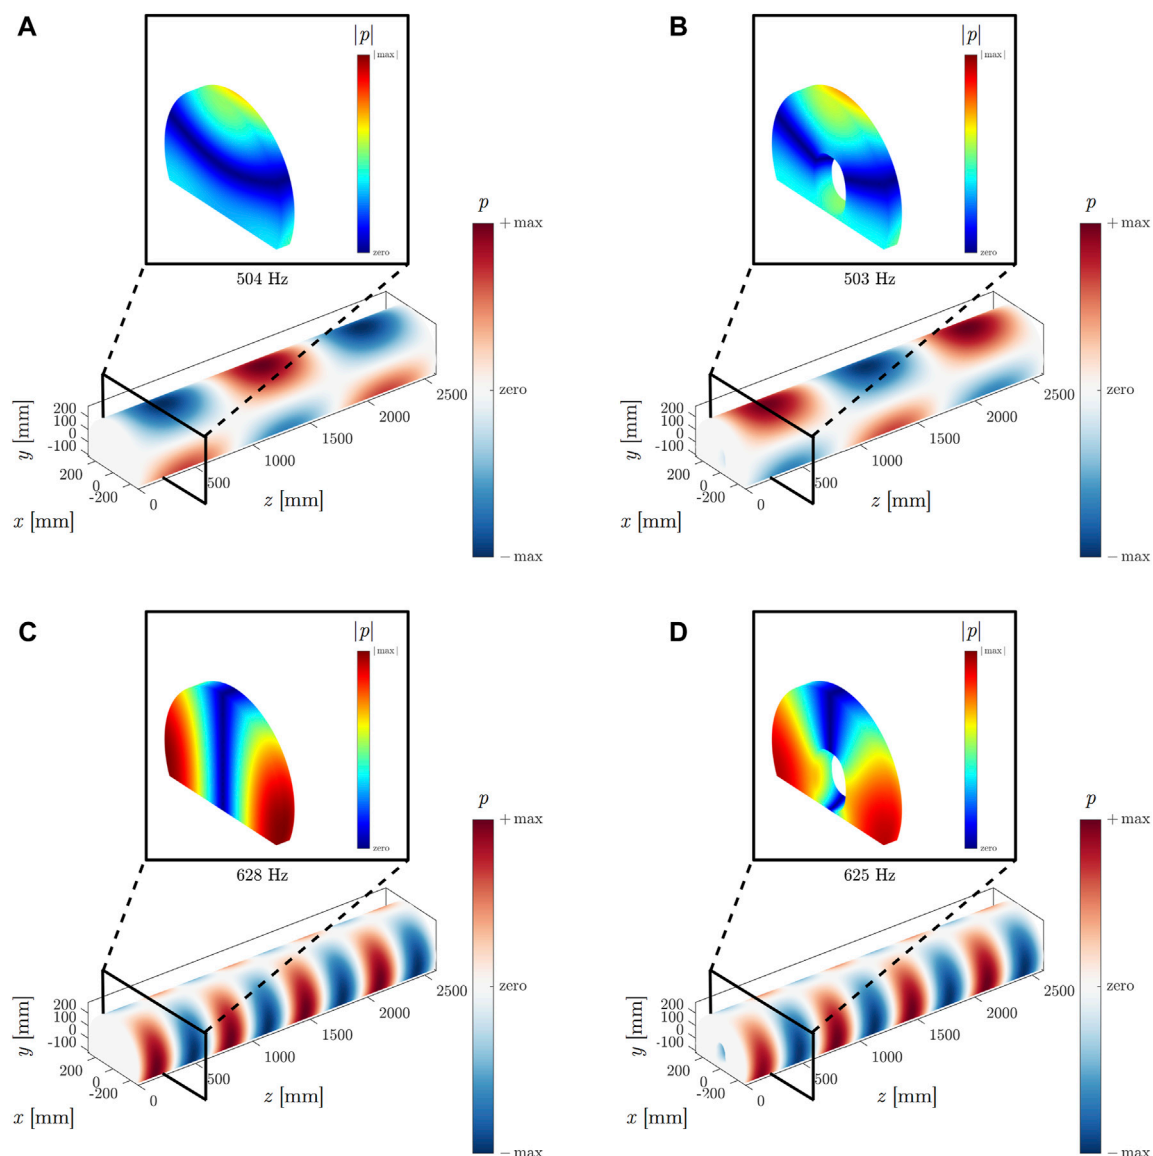 A
|p|
|max|
zero
504 Hz
p
+ max
zero
− max
200
100
0
-100
y [mm]
200
0
-200
x [mm]
0
500
1000
1500
2000
2500
z [mm]
B
|p|
|max|
zero
503 Hz
p
+ max
zero
− max
200
100
0
-100
y [mm]
200
0
-200
x [mm]
0
500
1000
1500
2000
2500
z [mm]
C
|p|
|max|
zero
628 Hz
p
+ max
zero
− max
200
100
0
-100
y [mm]
200
0
-200
x [mm]
0
500
1000
1500
2000
2500
z [mm]
D
|p|
|max|
zero
625 Hz
p
+ max
zero
− max
200
100
0
-100
y [mm]
200
0
-200
x [mm]
0
500
1000
1500
2000
2500
z [mm]